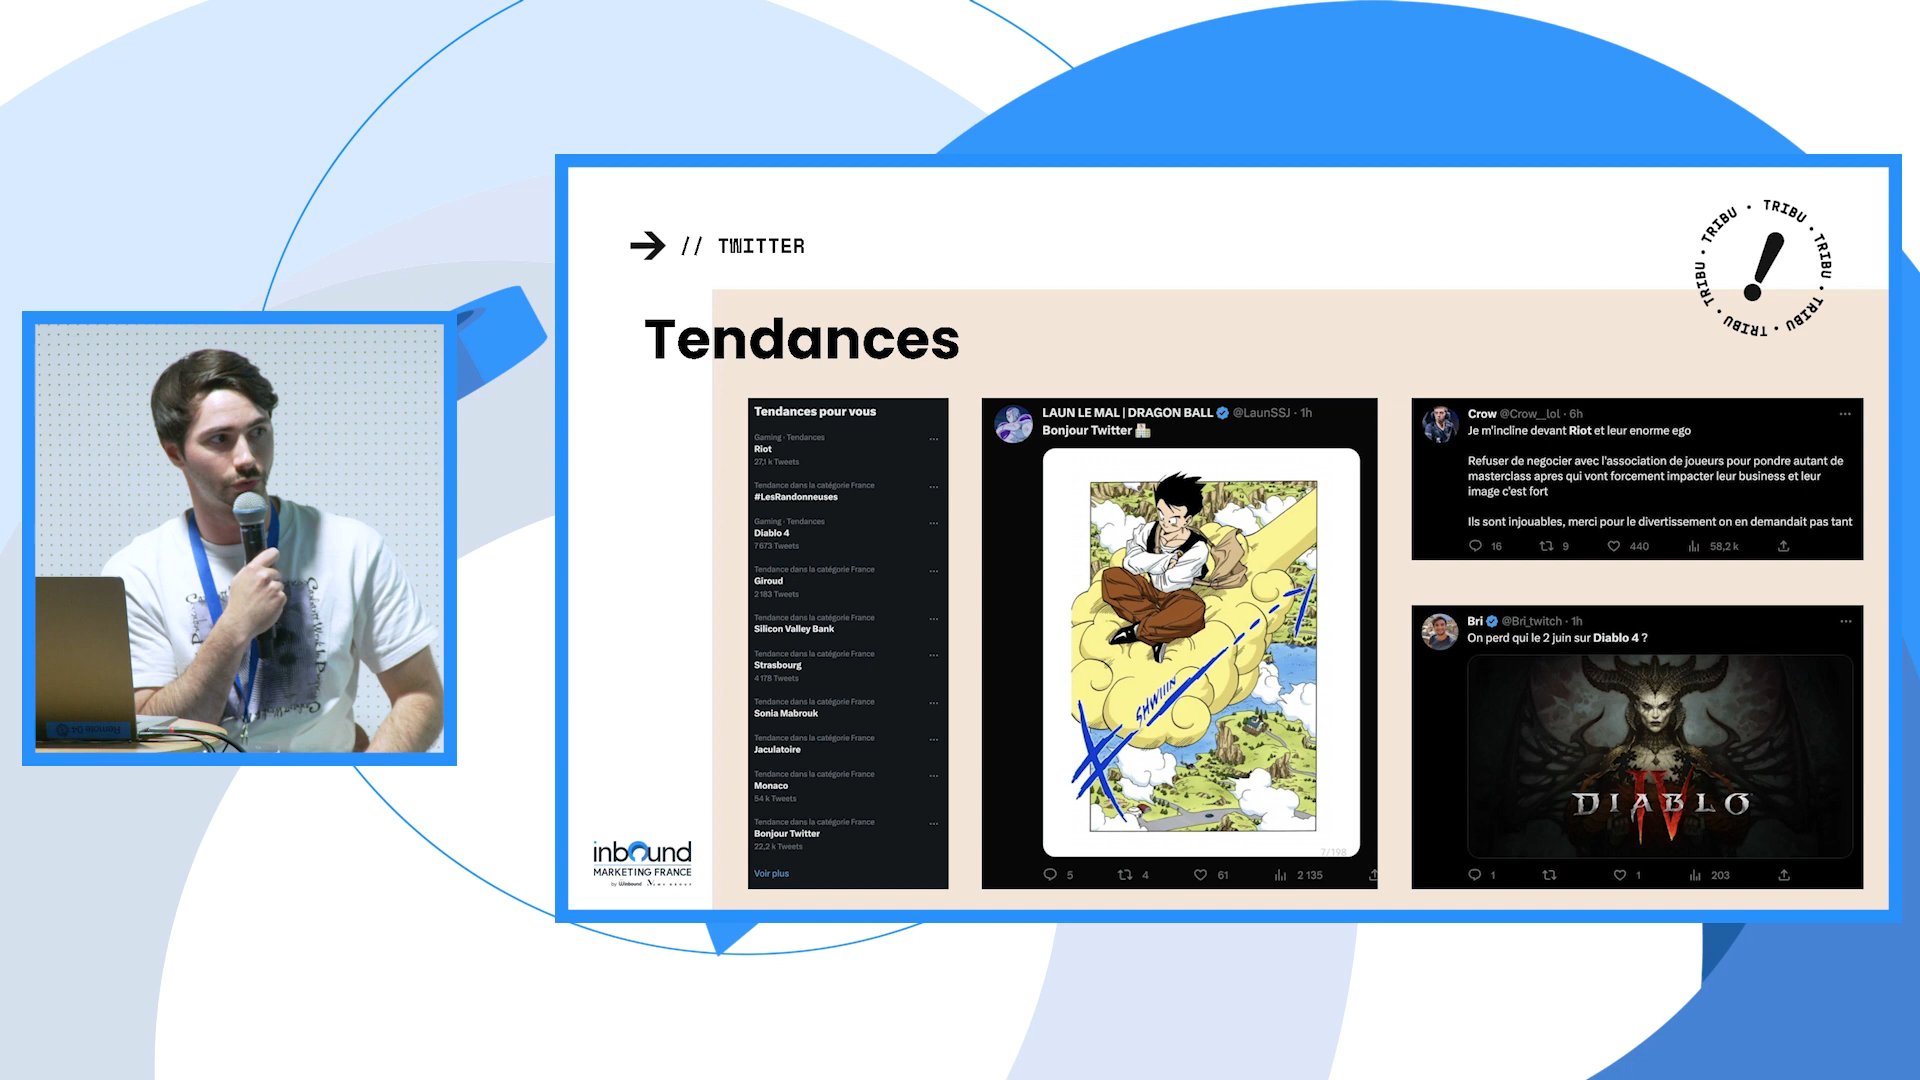 // TWITTER
TRIBU · TRIBU · TRIBU · TRIBU · TRIBU · TRIBU ·
Tendances
Tendances pour vous
Gaming · Tendances
Riot
27,1 k Tweets
Tendance dans la catégorie France
#LesRandonneuses
Gaming · Tendances
Diablo 4
7 673 Tweets
Tendance dans la catégorie France
Giroud
2 183 Tweets
Tendance dans la catégorie France
Silicon Valley Bank
Tendance dans la catégorie France
Strasbourg
4 178 Tweets
Tendance dans la catégorie France
Sonia Mabrouk
Tendance dans la catégorie France
Jaculatoire
Tendance dans la catégorie France
Monaco
54 k Tweets
Tendance dans la catégorie France
Bonjour Twitter
22,2 k Tweets
Voir plus
LAUN LE MAL | DRAGON BALL @LaunSSJ · 1h
Bonjour Twitter
SHWIIIN
7/198
5 4 61 2 135
Crow @Crow__lol · 6h
Je m'incline devant Riot et leur enorme ego
Refuser de negocier avec l'association de joueurs pour pondre autant de
masterclass apres qui vont forcement impacter leur business et leur
image c'est fort
Ils sont injouables, merci pour le divertissement on en demandait pas tant
16 9 440 58,2 k
Bri @Bri_twitch · 1h
On perd qui le 2 juin sur Diablo 4 ?
DIABLO
IV
1 1 203
inbound
MARKETING FRANCE
by Winbound